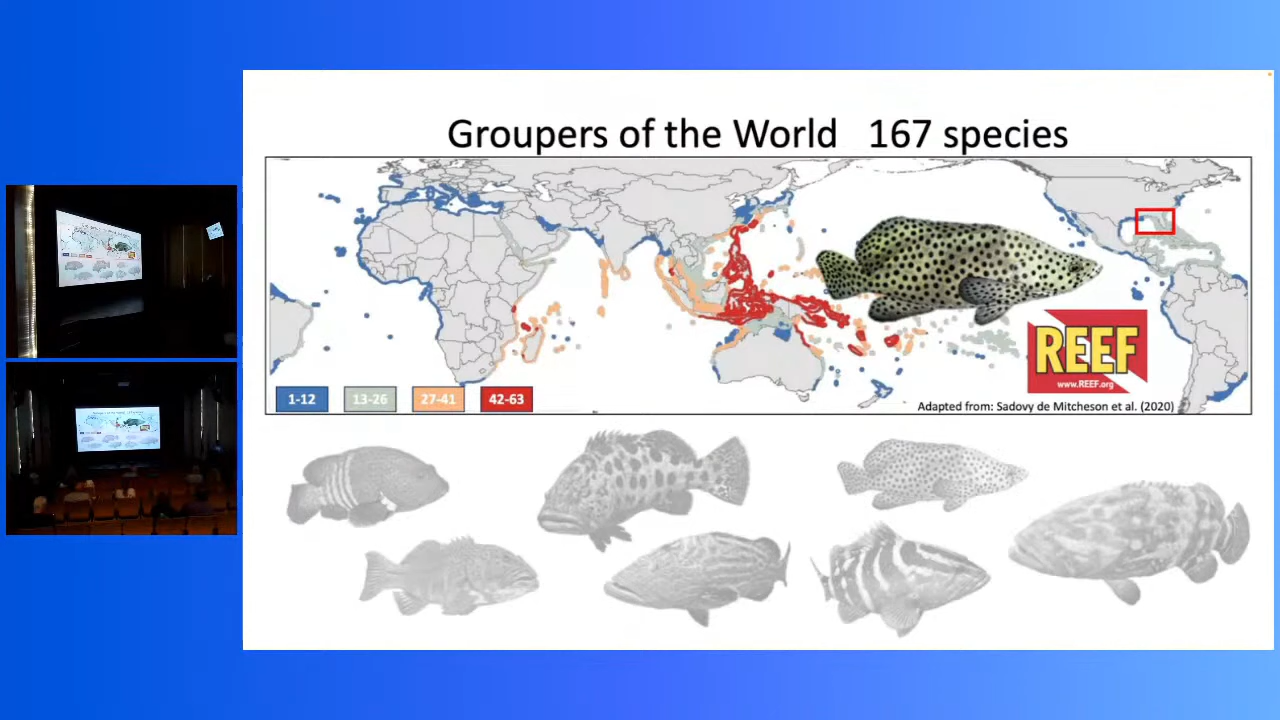 Groupers of the World 167 species
REEF
www.REEF.org
1-12 13-26 27-41 42-63
Adapted from: Sadovy de Mitcheson et al. (2020)